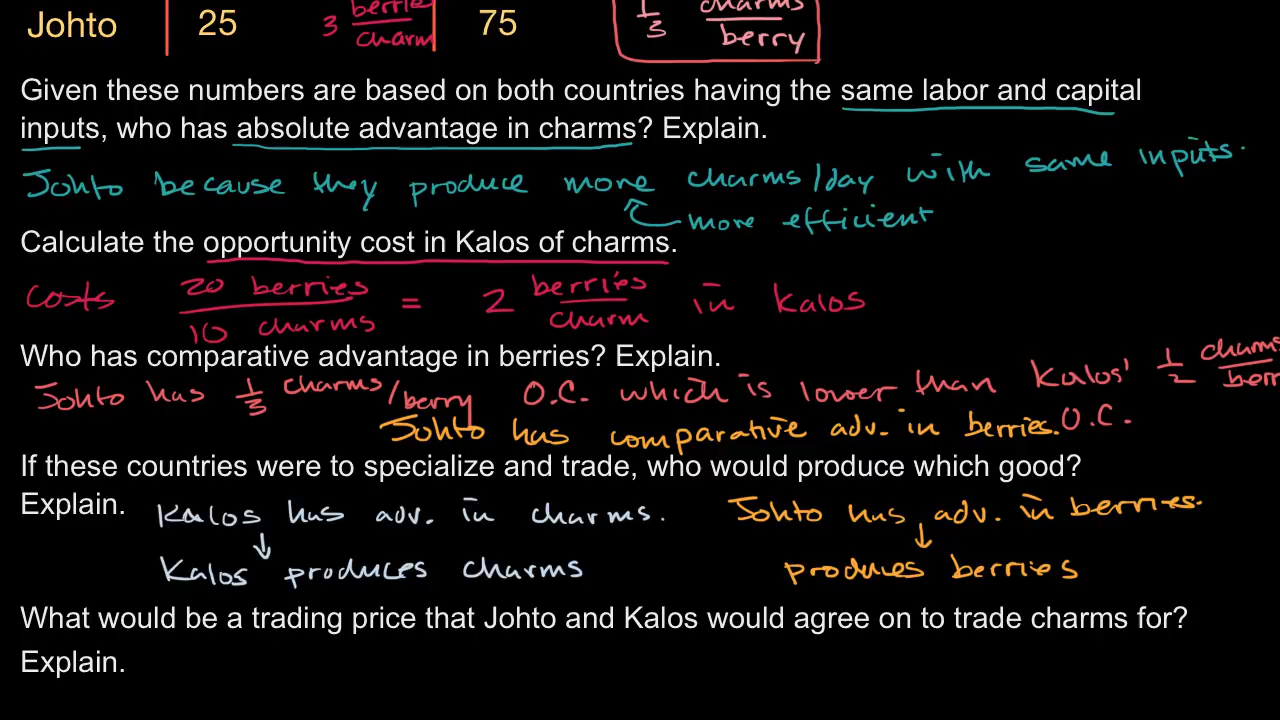 Johto 25 3 berries/charm 75 1/3 charms/berry
Given these numbers are based on both countries having the same labor and capital
inputs, who has absolute advantage in charms? Explain.
Johto because they produce more charms/day with same inputs.
more efficient
Calculate the opportunity cost in Kalos of charms.
costs 20 berries/10 charms = 2 berries/charm in Kalos
Who has comparative advantage in berries? Explain.
Johto has 1/3 charms/berry O.C. which is lower than Kalos' 1/2 charms/berr
O.C.
Johto has comparative adv. in berries.
If these countries were to specialize and trade, who would produce which good?
Explain.
Kalos has adv. in charms. Johto has adv. in berries.
Kalos produces charms produces berries
What would be a trading price that Johto and Kalos would agree on to trade charms for?
Explain.